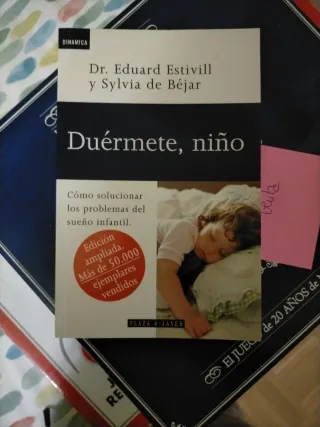 DINAMICA
Dr. Eduard Estivill
y Sylvia de Béjar
Duérmete, niño
Cómo solucionar
los problemas del
sueño infantil.
Edición
ampliada.
Más de 50.000
ejemplares
vendidos
PLAZA & JANÉS
El JUEGO de 20 AÑOS de